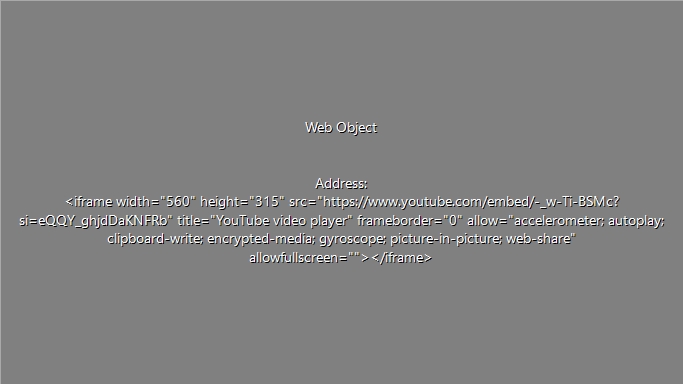 Web Object
Address:
<iframe width="560" height="315" src="https://www.youtube.com/embed/-_w-Ti-BSMc?
si=eQQY_ghjdDaKNFRb" title="YouTube video player" frameborder="0" allow="accelerometer; autoplay;
clipboard-write; encrypted-media; gyroscope; picture-in-picture; web-share"
allowfullscreen=""></iframe>